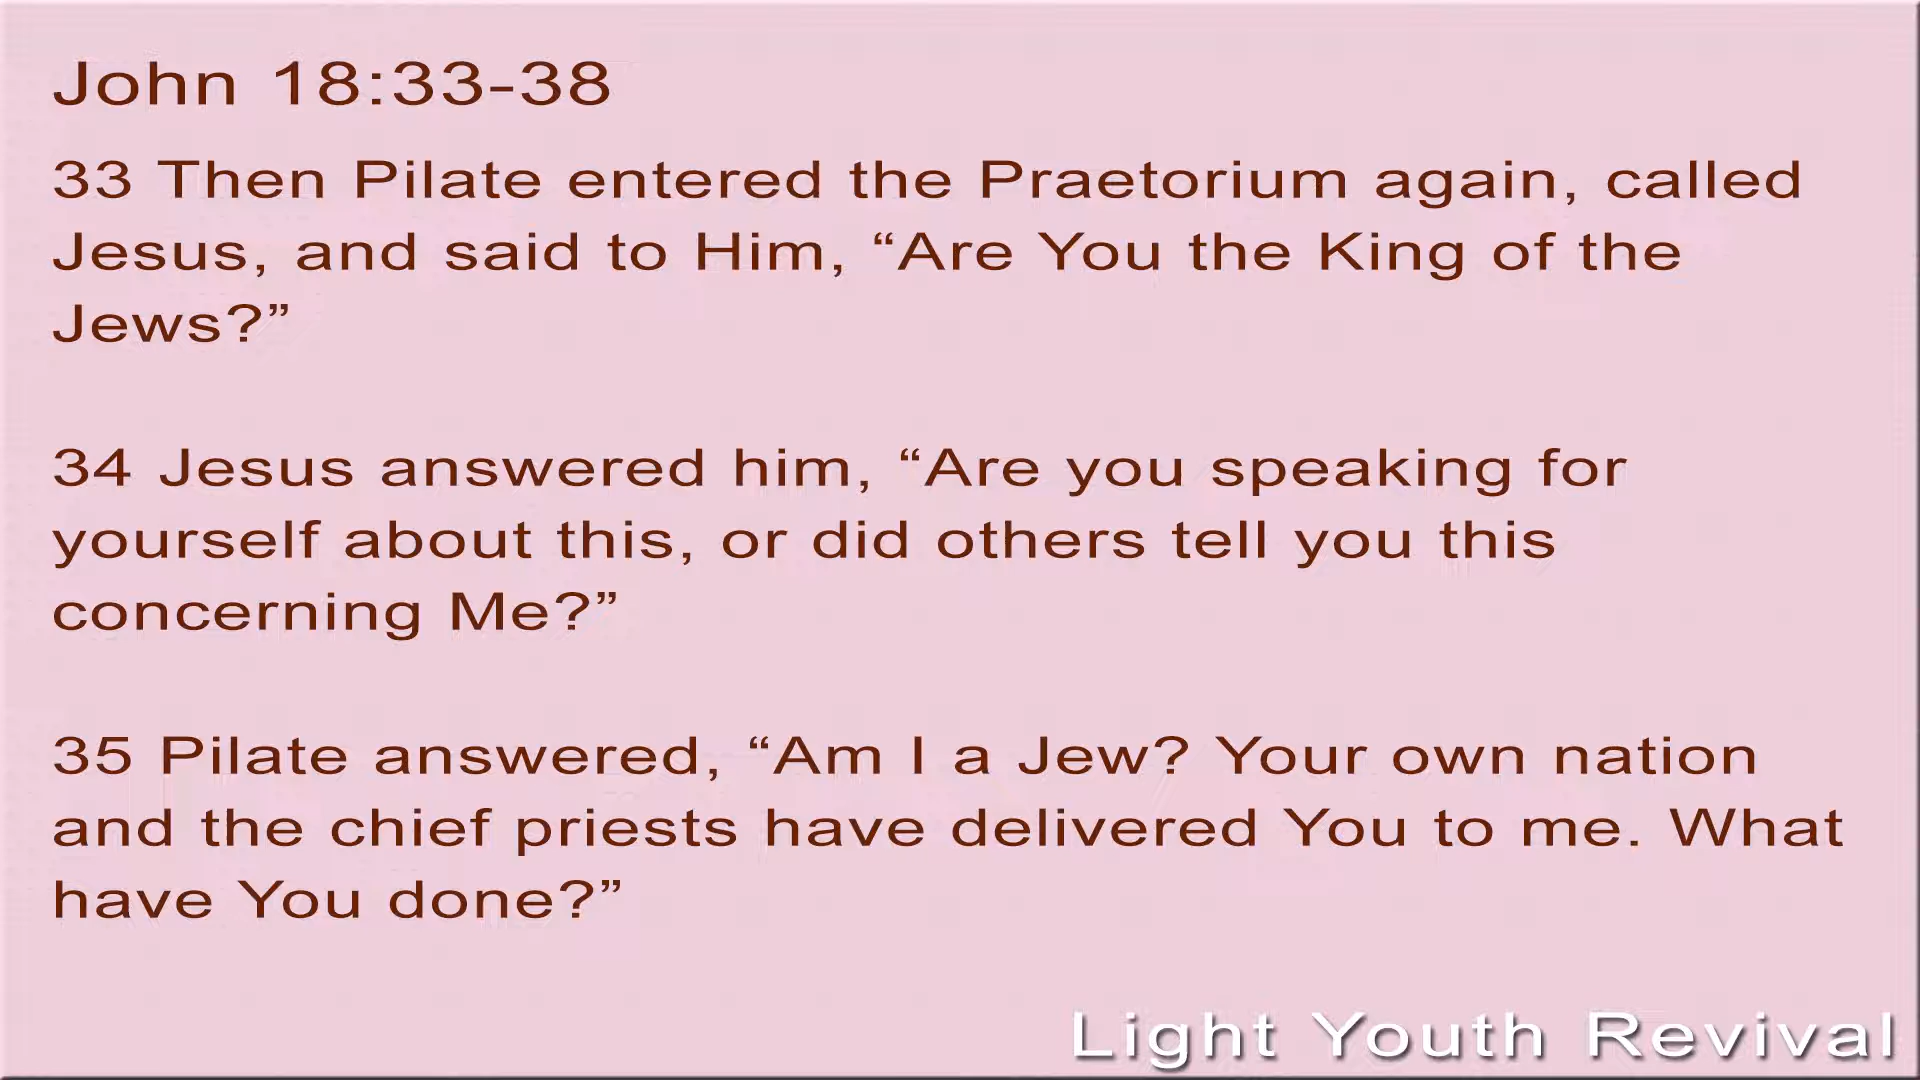 John 18:33-38
33 Then Pilate entered the Praetorium again, called
Jesus, and said to Him, “Are You the King of the
Jews?”
34 Jesus answered him, “Are you speaking for
yourself about this, or did others tell you this
concerning Me?”
35 Pilate answered, “Am I a Jew? Your own nation
and the chief priests have delivered You to me. What
have You done?”
Light Youth Revival